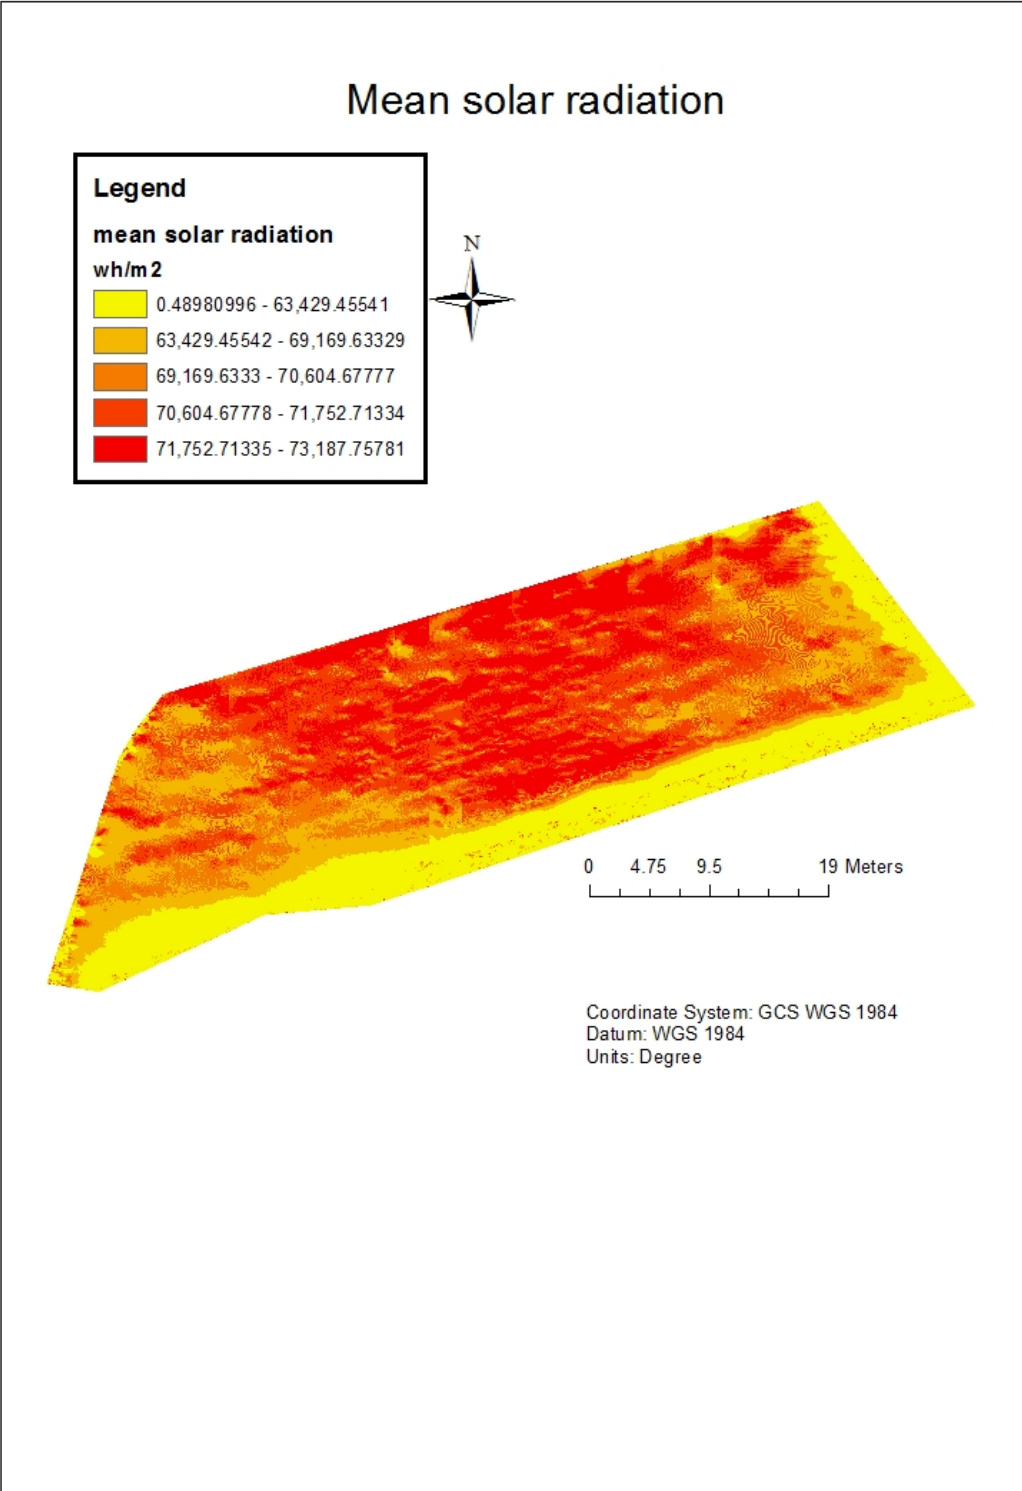 Mean solar radiation
Legend
mean solar radiation
wh/m2
0.48980996 - 63,429.45541
63,429.45542 - 69,169.63329
69,169.6333 - 70,604.67777
70,604.67778 - 71,752.71334
71,752.71335 - 73,187.75781
N
0 4.75 9.5 19 Meters
Coordinate System: GCS WGS 1984
Datum: WGS 1984
Units: Degree